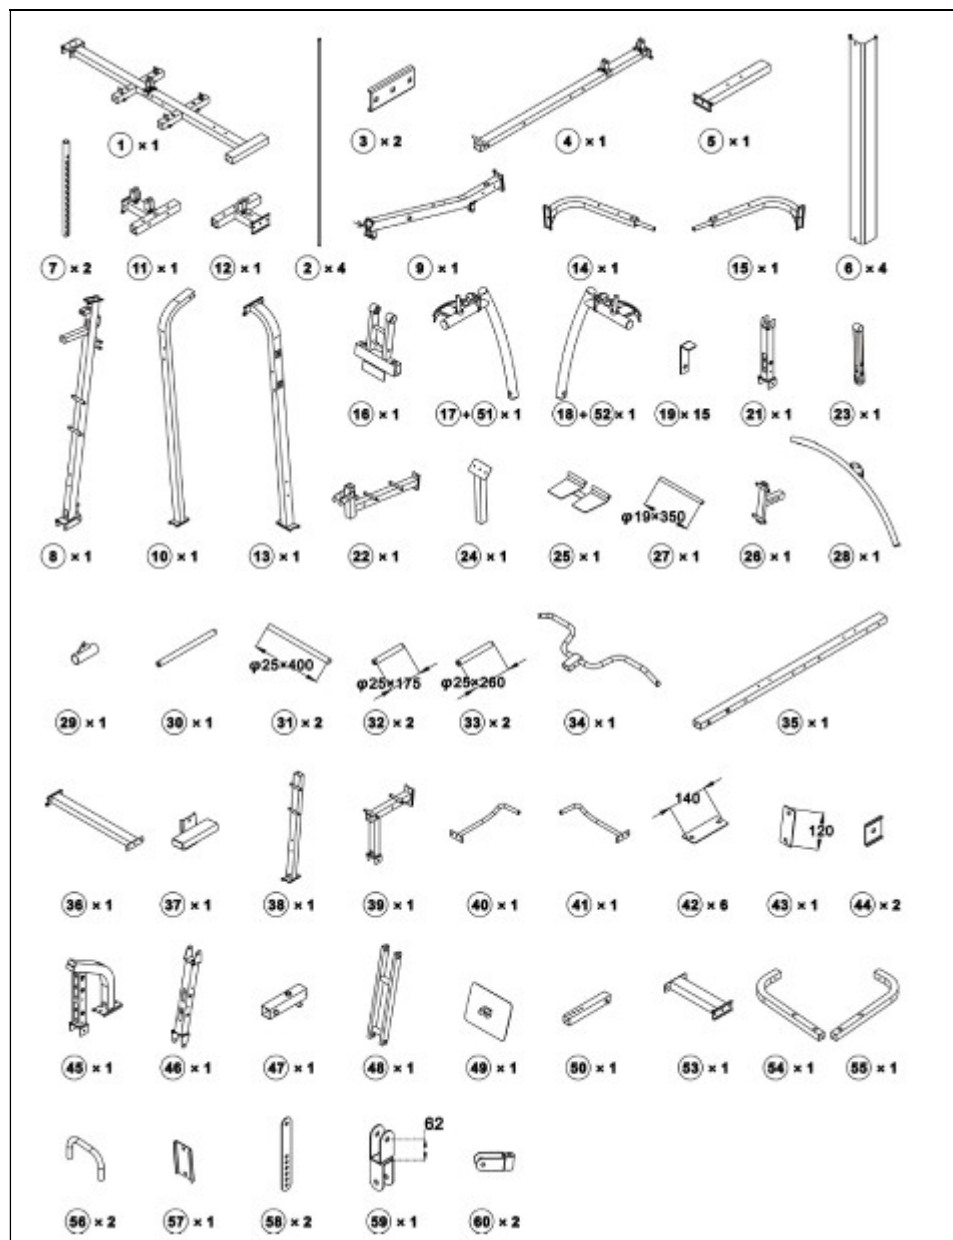 1 × 1
3 × 2
4 × 1
5 × 1
7 × 2
11 × 1
12 × 1
2 × 4
9 × 1
14 × 1
15 × 1
6 × 4
16 × 1
17 + 51 × 1
18 + 52 × 1
19 × 15
21 × 1
23 × 1
φ19×350
8 × 1
10 × 1
13 × 1
22 × 1
24 × 1
25 × 1
27 × 1
26 × 1
28 × 1
φ25×400
φ25×175
φ25×260
29 × 1
30 × 1
31 × 2
32 × 2
33 × 2
34 × 1
35 × 1
140
120
36 × 1
37 × 1
38 × 1
39 × 1
40 × 1
41 × 1
42 × 6
43 × 1
44 × 2
45 × 1
46 × 1
47 × 1
48 × 1
49 × 1
50 × 1
53 × 1
54 × 1
55 × 1
62
56 × 2
57 × 1
58 × 2
59 × 1
60 × 2